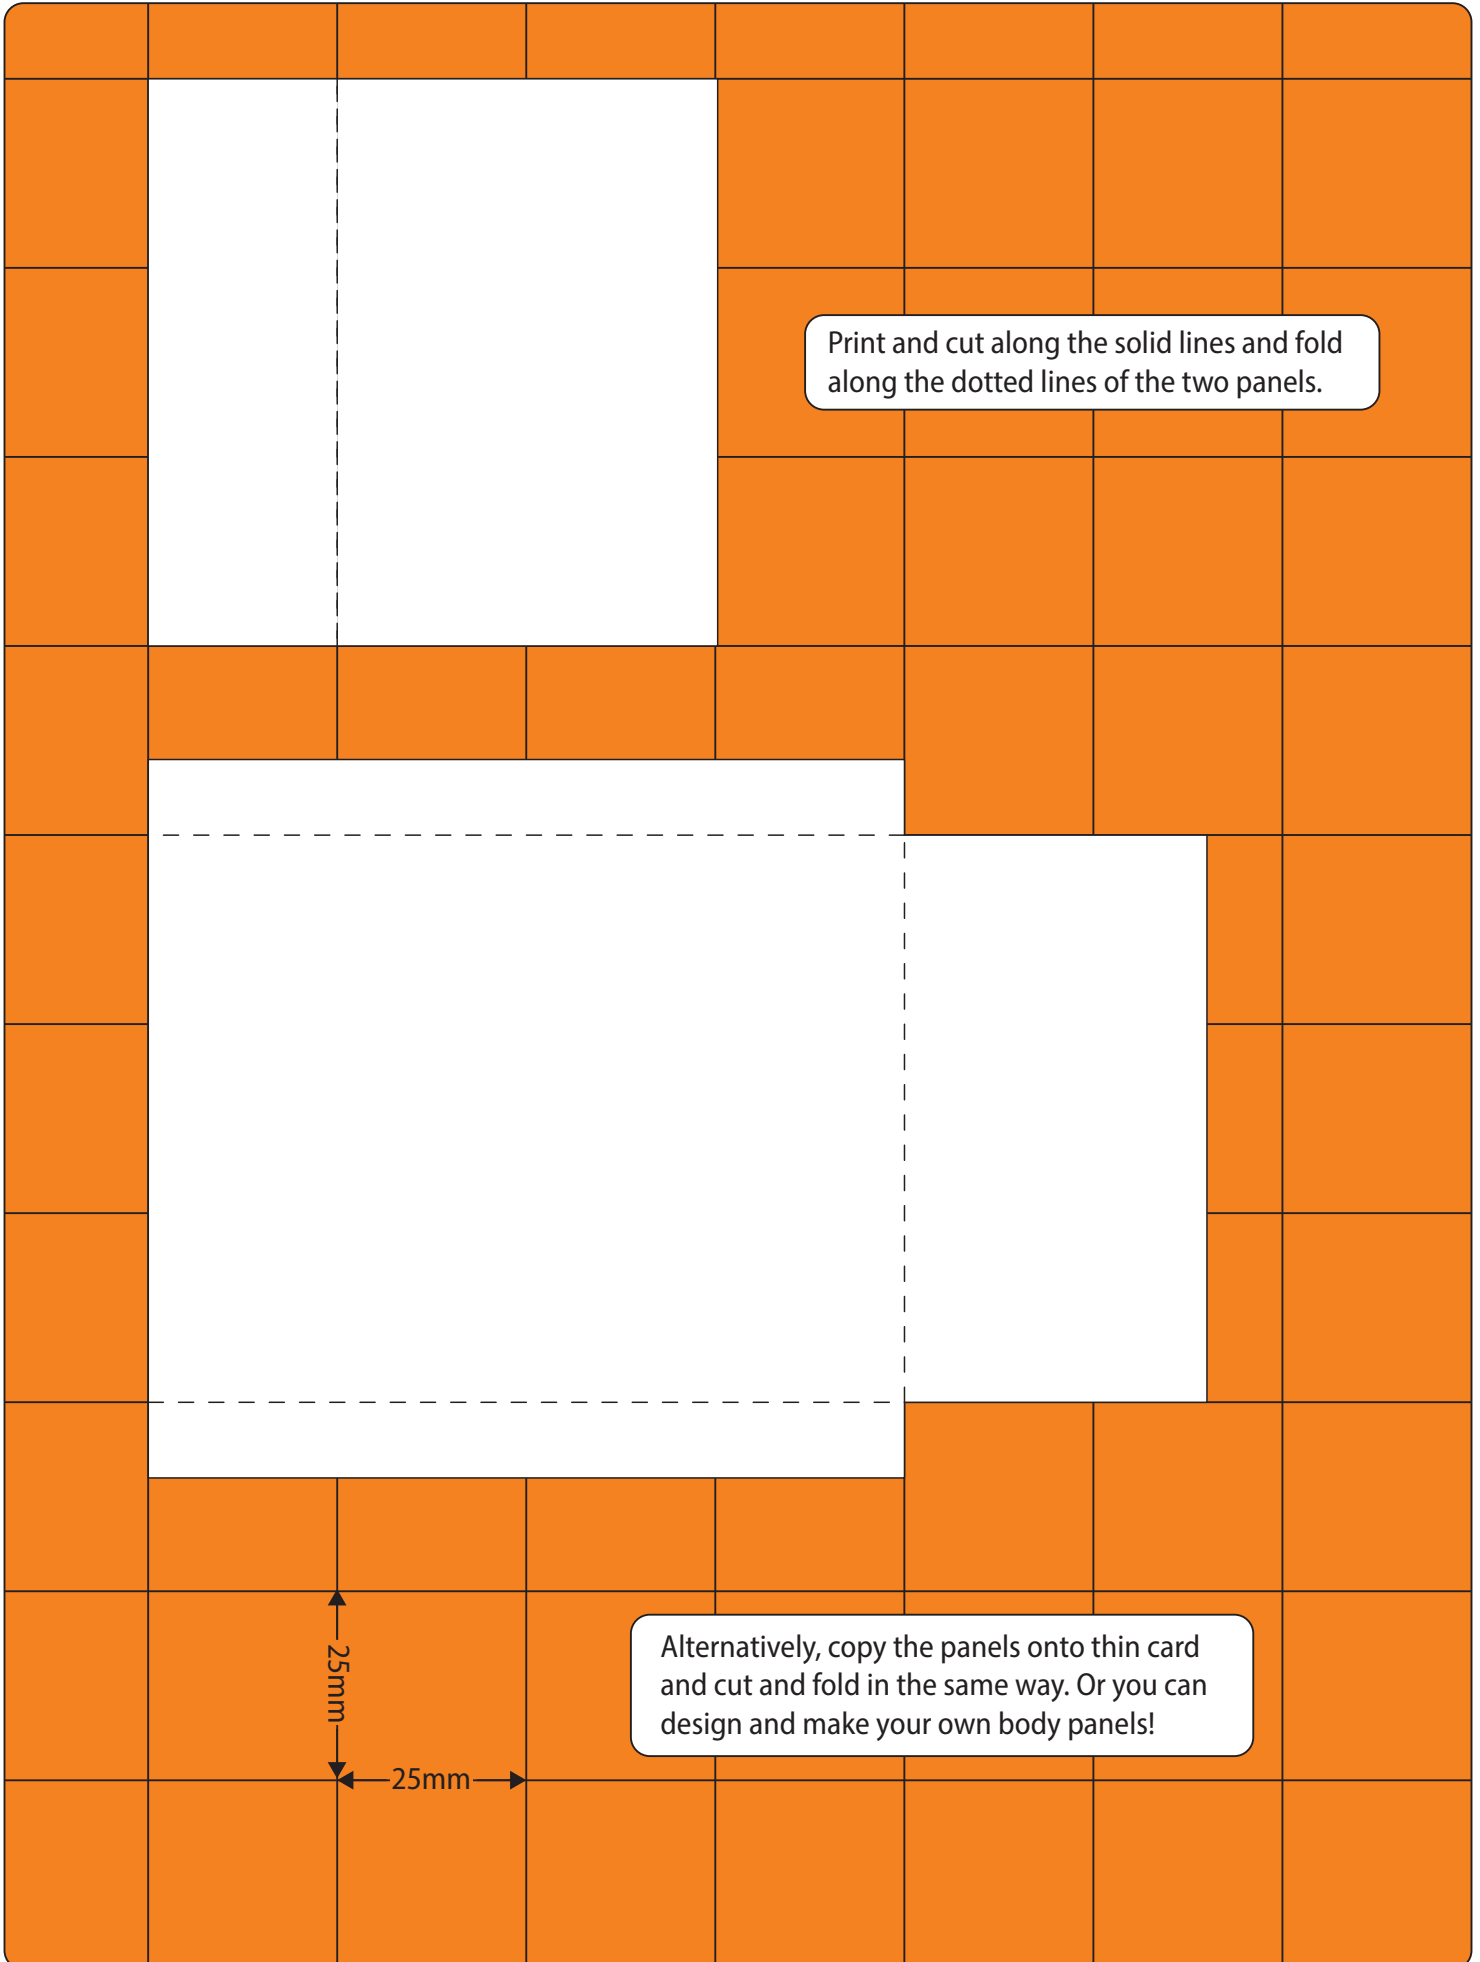 Print and cut along the solid lines and fold
along the dotted lines of the two panels.
25mm
Alternatively, copy the panels onto thin card
and cut and fold in the same way. Or you can
design and make your own body panels!
25mm